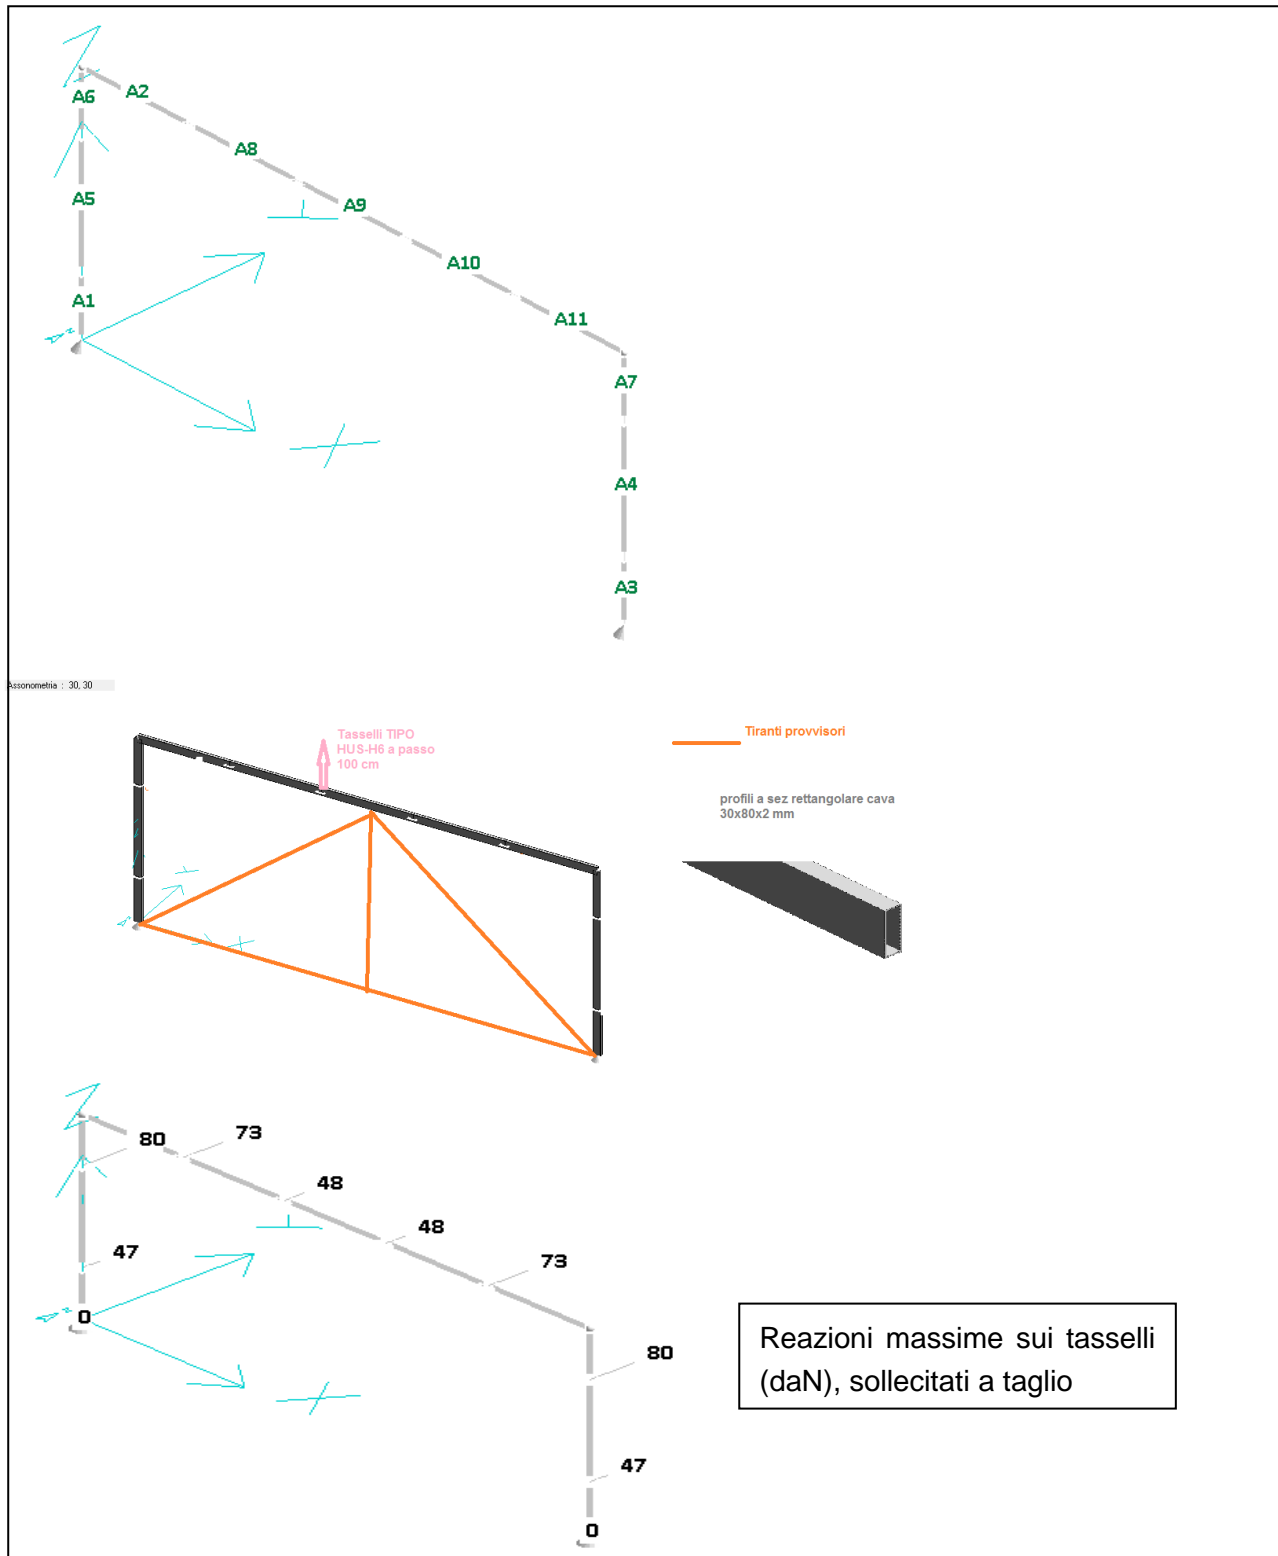 A6
A2
A8
A5
A9
A10
A1
A11
A7
X
A4
A3
Assonometria : 30, 30
Tasselli TIPO
HUS-H6 a passo
100 cm
Tiranti provvisori
profili a sez rettangolare cava
30x80x2 mm
Z
80
73
48
48
47
73
0
X
80
47
0
Reazioni massime sui tasselli
(daN), sollecitati a taglio